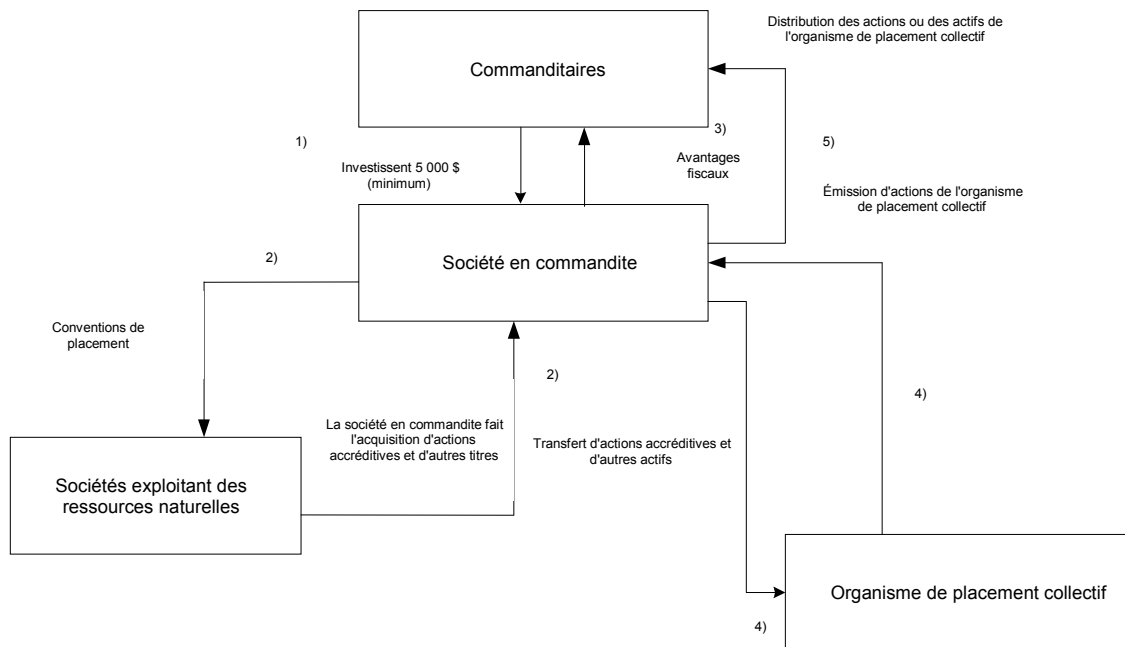 Distribution des actions ou des actifs de
l'organisme de placement collectif
Commanditaires
1)
3)
5)
Investissent 5 000 $
(minimum)
Avantages
fiscaux
Émission d'actions de l'organisme
de placement collectif
2)
Société en commandite
Conventions de
placement
2)
4)
La société en commandite fait
l'acquisition d'actions
accréditives et d'autres titres
Transfert d'actions accréditives et
d'autres actifs
Sociétés exploitant des
ressources naturelles
Organisme de placement collectif
4)